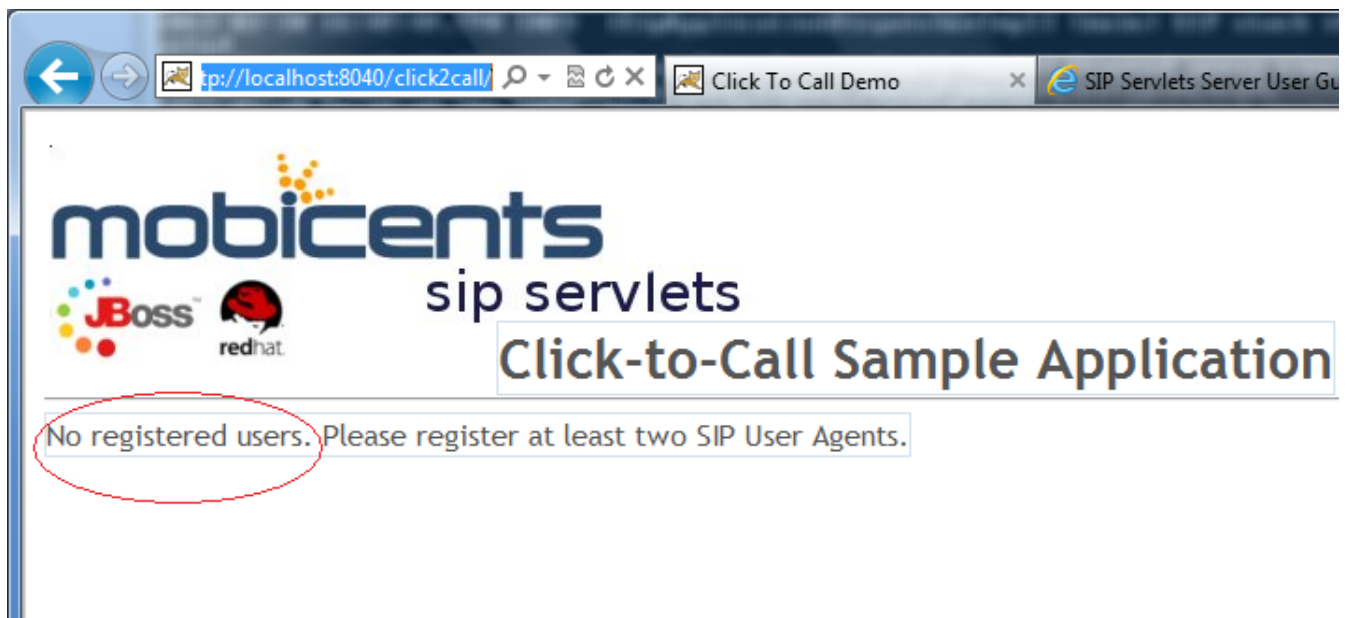 tp://localhost:8040/click2call/
Click To Call Demo
SIP Servlets Server User Gu
mobicents
sip servlets
JBoss™
redhat.
Click-to-Call Sample Application
No registered users. Please register at least two SIP User Agents.